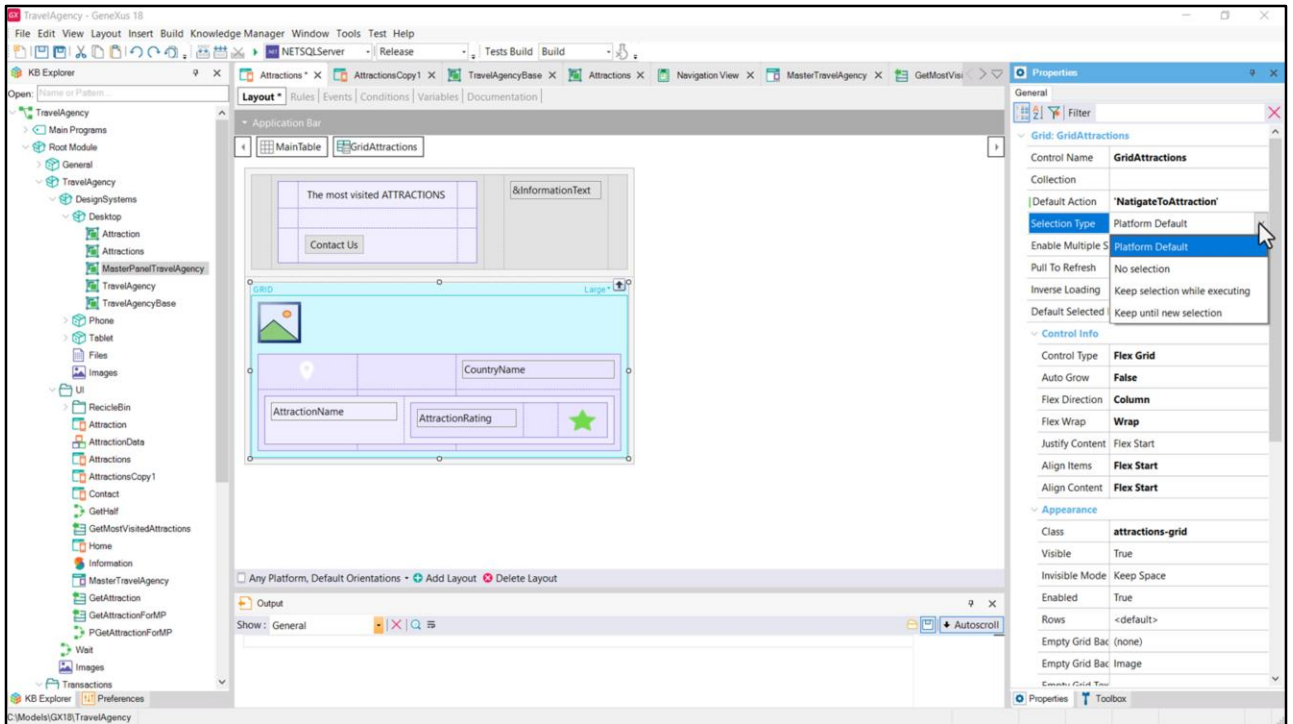 GX TravelAgency - GeneXus 18
File Edit View Layout Insert Build Knowledge Manager Window Tools Test Help
NETSQLServer Release Tests Build Build
KB Explorer
Open: Name or Pattern...
TravelAgency
Main Programs
Root Module
General
TravelAgency
DesignSystems
Desktop
Attraction
Attractions
MasterPanelTravelAgency
TravelAgency
TravelAgencyBase
Phone
Tablet
Files
Images
UI
RecicleBin
Attraction
AttractionData
Attractions
AttractionsCopy1
Contact
GetHalf
GetMostVisitedAttractions
Home
Information
MasterTravelAgency
GetAttraction
GetAttractionForMP
PGetAttractionForMP
Wait
Images
Transactions
KB Explorer Preferences
C:\Models\GX18\TravelAgency
Attractions * X AttractionsCopy1 X TravelAgencyBase X Attractions X Navigation View X MasterTravelAgency X GetMostVisi
Layout * Rules Events Conditions Variables Documentation
Application Bar
MainTable GridAttractions
The most visited ATTRACTIONS
&InformationText
Contact Us
GRID
Large*
CountryName
AttractionName
AttractionRating
Any Platform, Default Orientations Add Layout Delete Layout
Output
Show: General
Autoscroll
Properties
General
Filter
Grid: GridAttractions
Control Name GridAttractions
Collection
Default Action 'NatigateToAttraction'
Selection Type Platform Default
Enable Multiple S Platform Default
Pull To Refresh No selection
Inverse Loading Keep selection while executing
Default Selected Keep until new selection
Control Info
Control Type Flex Grid
Auto Grow False
Flex Direction Column
Flex Wrap Wrap
Justify Content Flex Start
Align Items Flex Start
Align Content Flex Start
Appearance
Class attractions-grid
Visible True
Invisible Mode Keep Space
Enabled True
Rows <default>
Empty Grid Bac (none)
Empty Grid Bac Image
Empty Grid Tex
Properties Toolbox